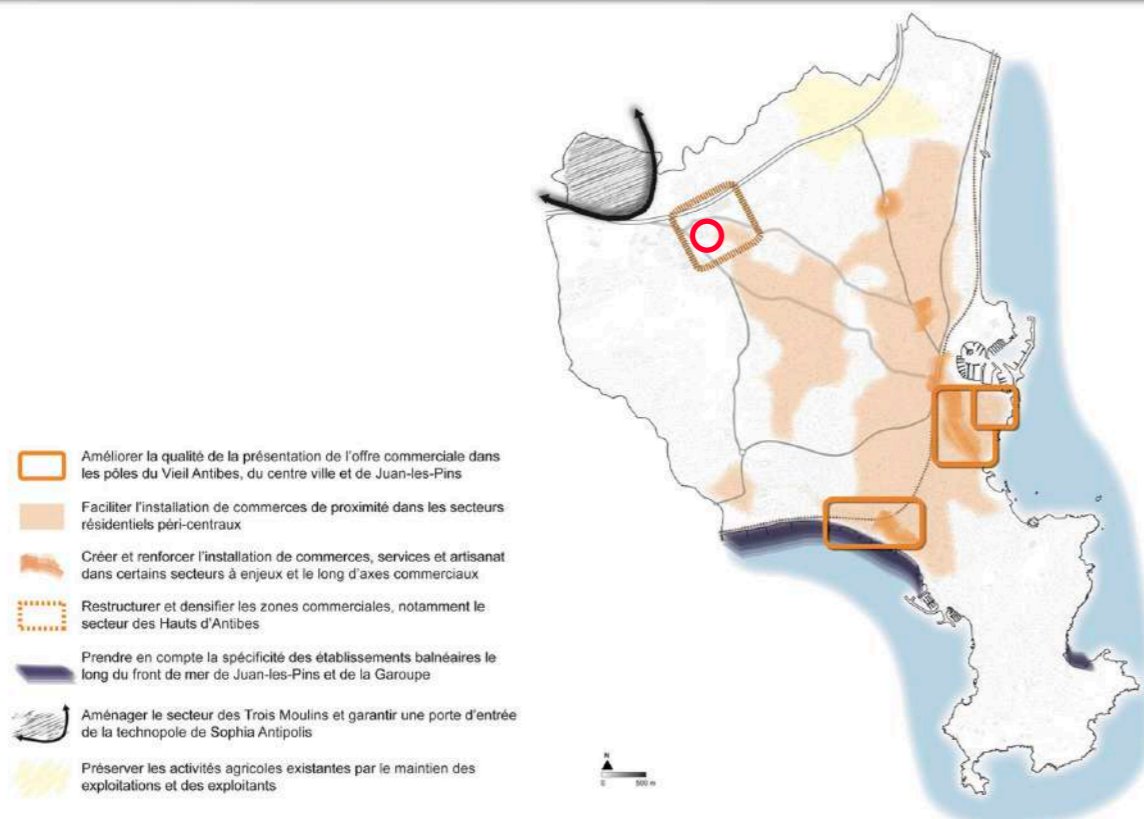 Améliorer la qualité de la présentation de l'offre commerciale dans
les pôles du Vieil Antibes, du centre ville et de Juan-les-Pins
Faciliter l'installation de commerces de proximité dans les secteurs
résidentiels péri-centraux
Créer et renforcer l'installation de commerces, services et artisanat
dans certains secteurs à enjeux et le long d'axes commerciaux
Restructurer et densifier les zones commerciales, notamment le
secteur des Hauts d'Antibes
Prendre en compte la spécificité des établissements balnéaires le
long du front de mer de Juan-les-Pins et de la Garoupe
Aménager le secteur des Trois Moulins et garantir une porte d'entrée
de la technopole de Sophia Antipolis
Préserver les activités agricoles existantes par le maintien des
exploitations et des exploitants
N
0 500 m